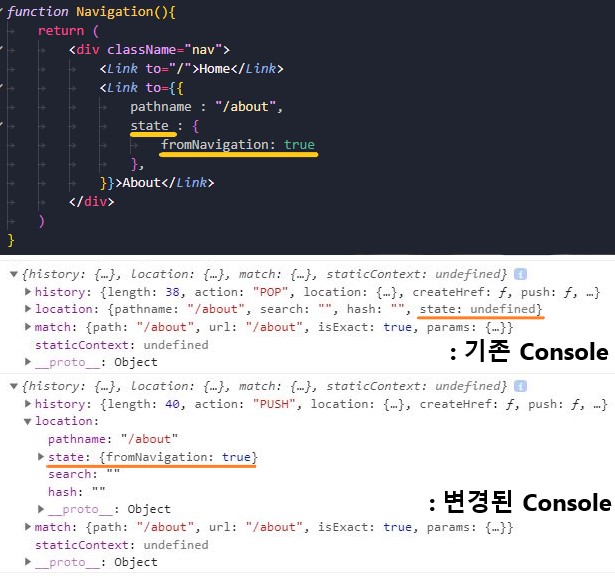 function Navigation(){
return (
<div className="nav">
<Link to="/">Home</Link>
<Link to={{
pathname : "/about",
state : {
fromNavigation: true
},
}}>About</Link>
</div>
)
}
▼{history: {…}, location: {…}, match: {…}, staticContext: undefined} i
▶history: {length: 38, action: "POP", location: {…}, createHref: ƒ, push: ƒ, …}
▶location: {pathname: "/about", search: "", hash: "", state: undefined}
▶match: {path: "/about", url: "/about", isExact: true, params: {…}}
staticContext: undefined
▶__proto__: Object
: 기존 Console
▼{history: {…}, location: {…}, match: {…}, staticContext: undefined} i
▶history: {length: 40, action: "PUSH", location: {…}, createHref: ƒ, push: ƒ, …}
▼location:
pathname: "/about"
▶state: {fromNavigation: true}
search: ""
hash: ""
▶__proto__: Object
: 변경된 Console
▶match: {path: "/about", url: "/about", isExact: true, params: {…}}
staticContext: undefined
▶__proto__: Object